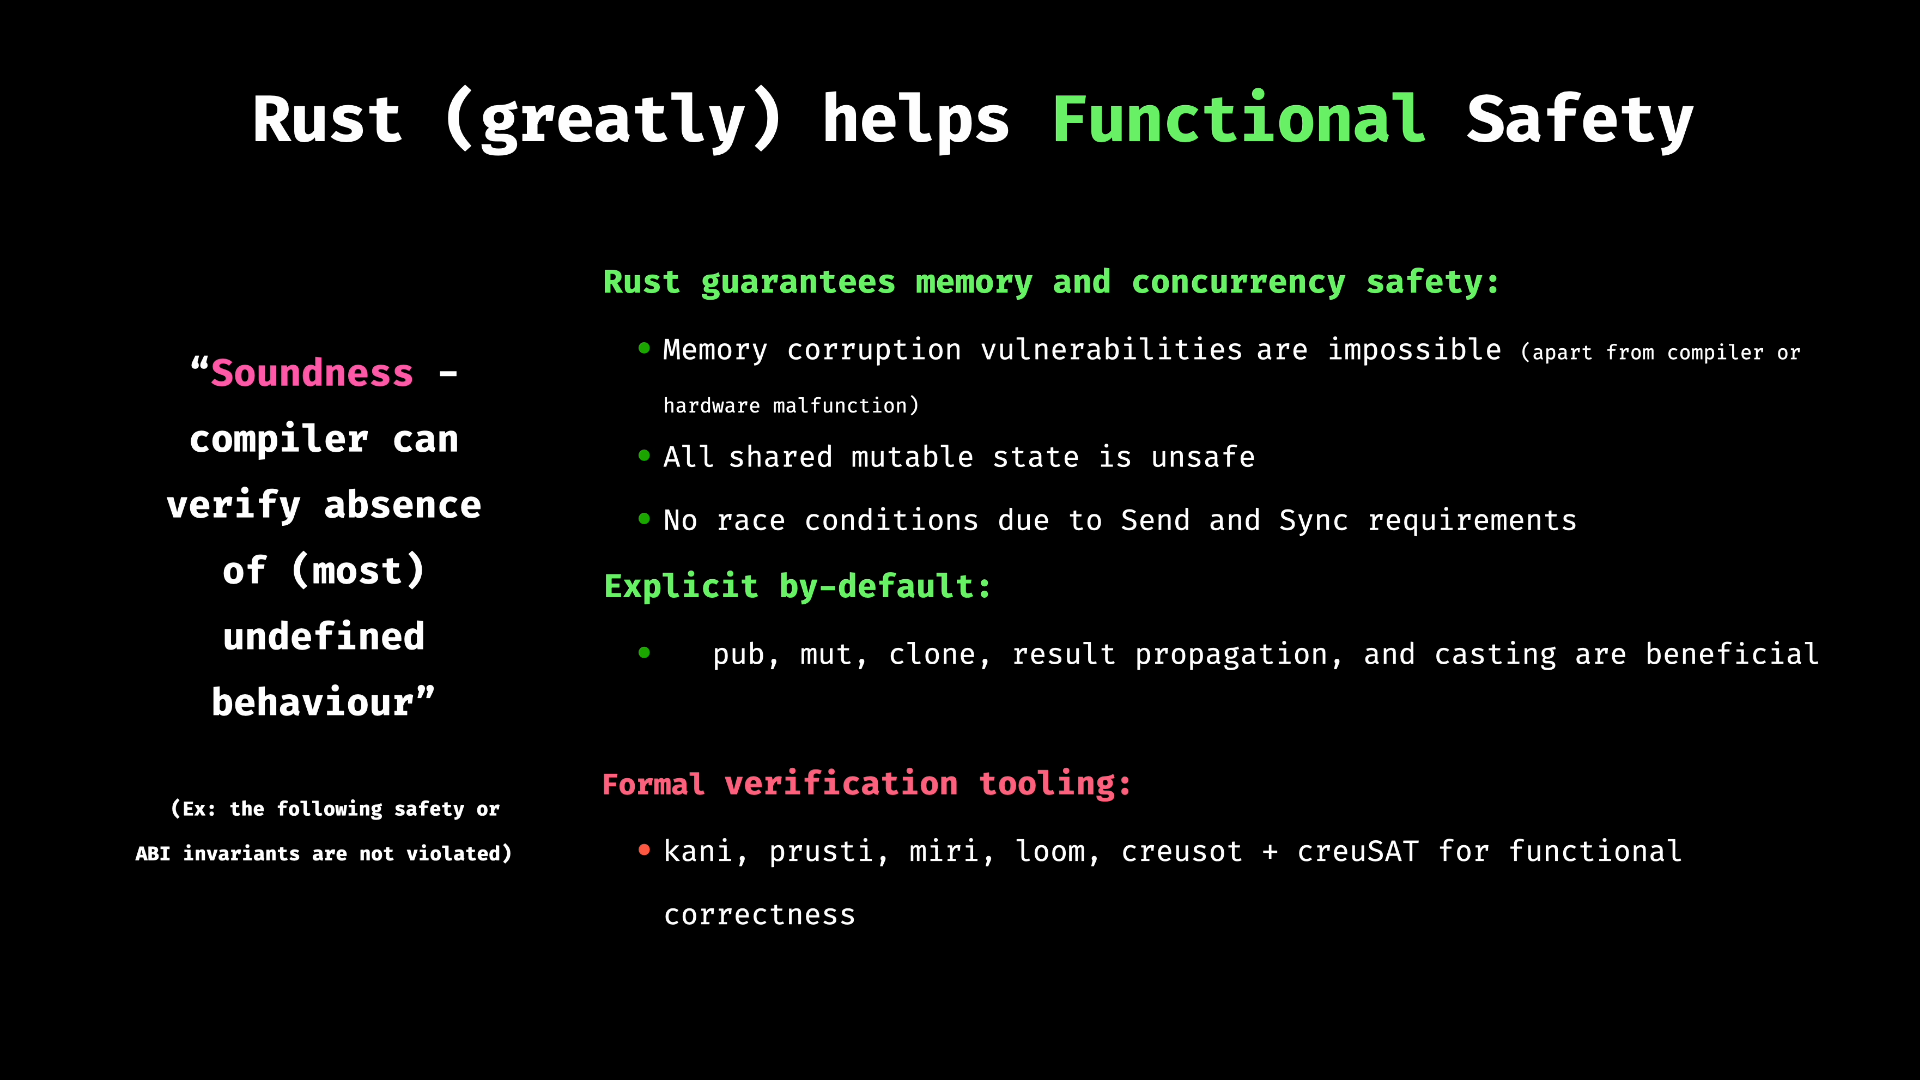 Rust (greatly) helps Functional Safety
“Soundness –
compiler can
verify absence
of (most)
undefined
behaviour”
(Ex: the following safety or
ABI invariants are not violated)
Rust guarantees memory and concurrency safety:
• Memory corruption vulnerabilities are impossible (apart from compiler or
hardware malfunction)
• All shared mutable state is unsafe
• No race conditions due to Send and Sync requirements
Explicit by-default:
• pub, mut, clone, result propagation, and casting are beneficial
Formal verification tooling:
• kani, prusti, miri, loom, creusot + creuSAT for functional
correctness